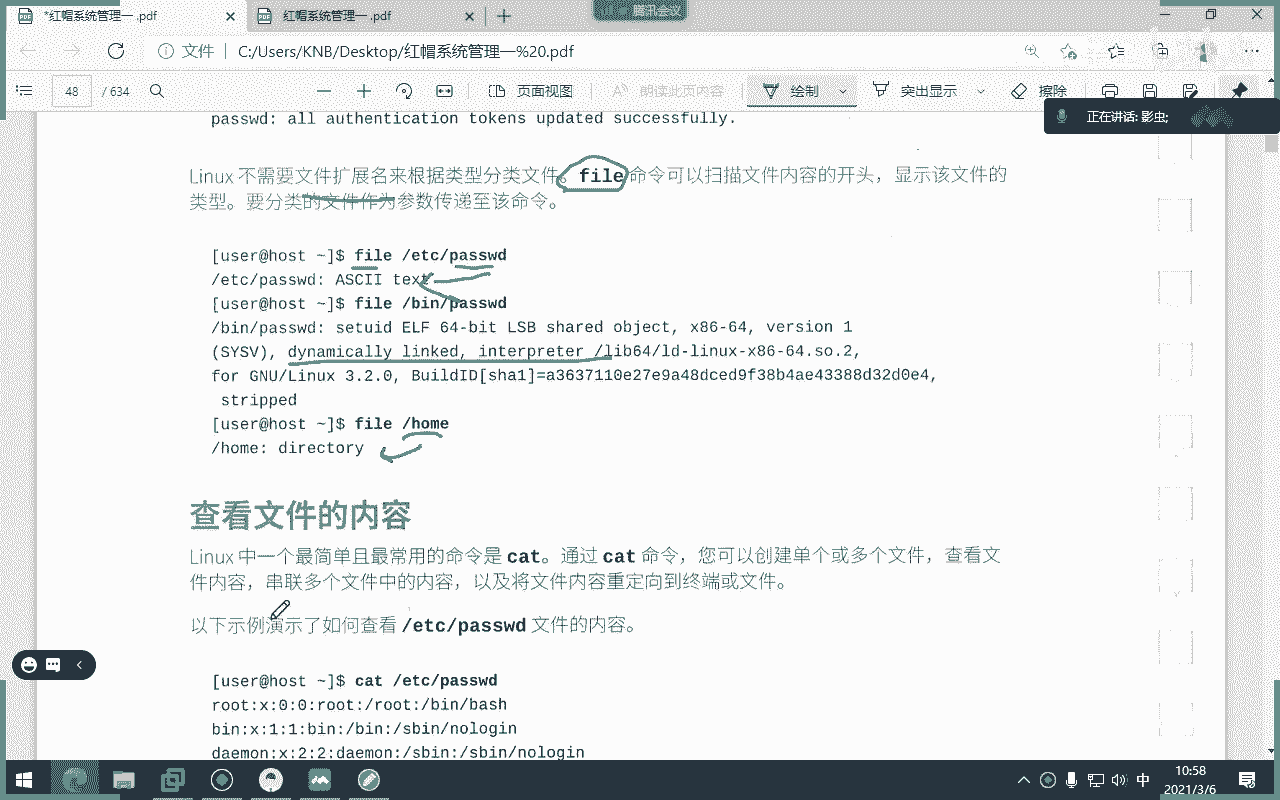 *红帽系统管理一 .pdf
红帽系统管理一 .pdf
腾讯会议
文件 C:/Users/KNB/Desktop/红帽系统管理一%20.pdf
48 / 634 页面视图 朗读此页内容 绘制 突出显示 擦除
正在讲话: 影虫;
passwd: all authentication tokens updated successfully.
Linux 不需要文件扩展名来根据类型分类文件。file 命令可以扫描文件内容的开头，显示该文件的
类型。要分类的文件作为参数传递至该命令。
[user@host ~]$ file /etc/passwd
/etc/passwd: ASCII text
[user@host ~]$ file /bin/passwd
/bin/passwd: setuid ELF 64-bit LSB shared object, x86-64, version 1
(SYSV), dynamically linked, interpreter /lib64/ld-linux-x86-64.so.2,
for GNU/Linux 3.2.0, BuildID[sha1]=a3637110e27e9a48dced9f38b4ae43388d32d0e4,
stripped
[user@host ~]$ file /home
/home: directory
查看文件的内容
Linux 中一个最简单且最常用的命令是 cat。通过 cat 命令，您可以创建单个或多个文件，查看文
件内容，串联多个文件中的内容，以及将文件内容重定向到终端或文件。
以下示例演示了如何查看 /etc/passwd 文件的内容。
[user@host ~]$ cat /etc/passwd
root:x:0:0:root:/root:/bin/bash
bin:x:1:1:bin:/bin:/sbin/nologin
daemon:x:2:2:daemon:/sbin:/sbin/nologin
中
10:58
2021/3/6